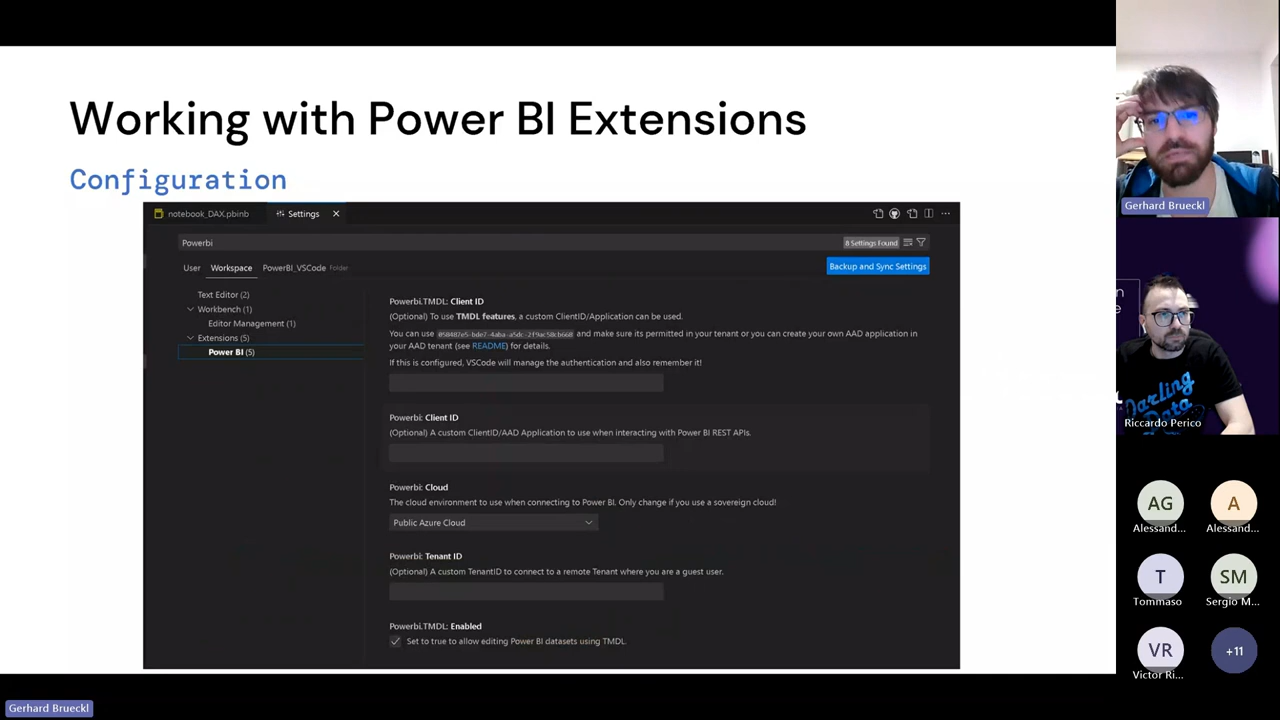 Working with Power BI Extensions
Configuration
notebook_DAX.pbinb
Settings
Powerbi
8 Settings Found
User
Workspace
PowerBI_VSCode Folder
Backup and Sync Settings
Text Editor (2)
Workbench (1)
Editor Management (1)
Extensions (5)
Power BI (5)
Powerbi.TMDL: Client ID
(Optional) To use TMDL features, a custom ClientID/Application can be used.
You can use 058487e5-bde7-4aba-a5dc-2f9ac58cb668 and make sure its permitted in your tenant or you can create your own AAD application in
your AAD tenant (see README) for details.
If this is configured, VSCode will manage the authentication and also remember it!
Powerbi: Client ID
(Optional) A custom ClientID/AAD Application to use when interacting with Power BI REST APIs.
Powerbi: Cloud
The cloud environment to use when connecting to Power BI. Only change if you use a sovereign cloud!
Public Azure Cloud
Powerbi: Tenant ID
(Optional) A custom TenantID to connect to a remote Tenant where you are a guest user.
Powerbi.TMDL: Enabled
Set to true to allow editing Power BI datasets using TMDL.
Gerhard Brueckl
Gerhard Brueckl
Darling
Data
Riccardo Perico
AG
Alessand...
A
Alessand...
T
Tommaso
SM
Sergio M...
VR
Victor Ri...
+11